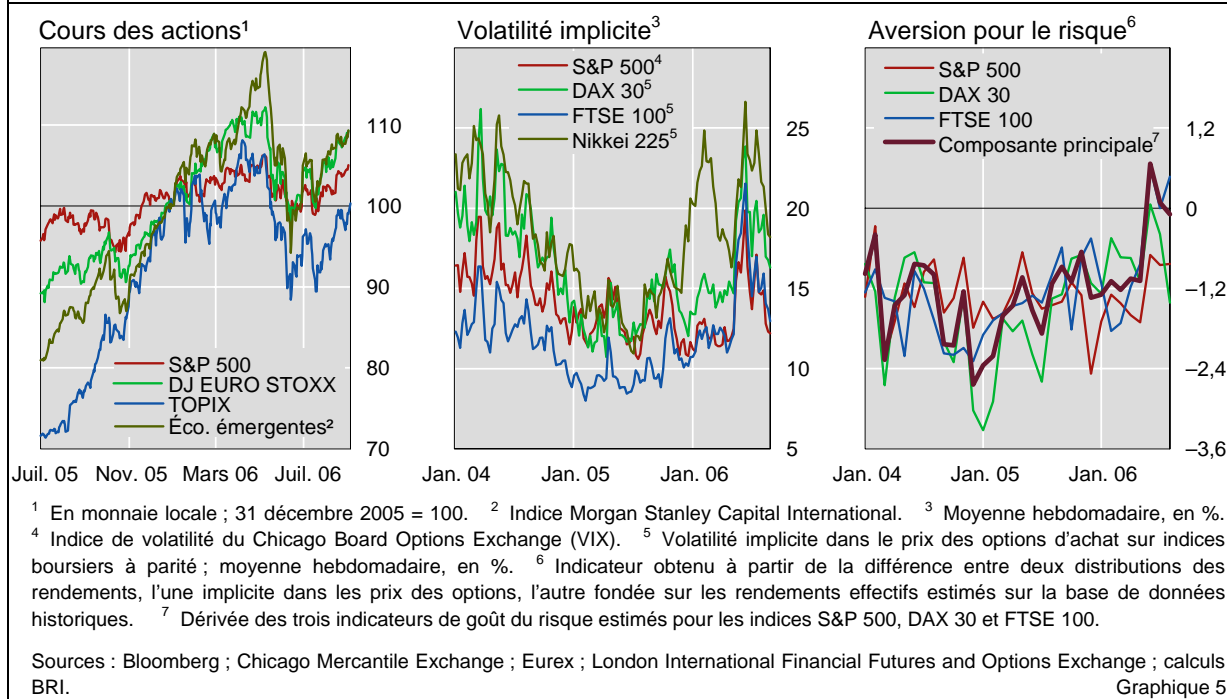 Cours des actions¹
S&P 500
DJ EURO STOXX
TOPIX
Éco. émergentes²
110
100
90
80
70
Juil. 05 Nov. 05 Mars 06 Juil. 06
Volatilité implicite³
S&P 500⁴
DAX 30⁵
FTSE 100⁵
Nikkei 225⁵
25
20
15
10
5
Jan. 04 Jan. 05 Jan. 06
Aversion pour le risque⁶
S&P 500
DAX 30
FTSE 100
Composante principale⁷
1,2
0
–1,2
–2,4
–3,6
Jan. 04 Jan. 05 Jan. 06
¹ En monnaie locale ; 31 décembre 2005 = 100. ² Indice Morgan Stanley Capital International. ³ Moyenne hebdomadaire, en %.
⁴ Indice de volatilité du Chicago Board Options Exchange (VIX). ⁵ Volatilité implicite dans le prix des options d’achat sur indices
boursiers à parité ; moyenne hebdomadaire, en %. ⁶ Indicateur obtenu à partir de la différence entre deux distributions des
rendements, l’une implicite dans les prix des options, l’autre fondée sur les rendements effectifs estimés sur la base de données
historiques. ⁷ Dérivée des trois indicateurs de goût du risque estimés pour les indices S&P 500, DAX 30 et FTSE 100.
Sources : Bloomberg ; Chicago Mercantile Exchange ; Eurex ; London International Financial Futures and Options Exchange ; calculs
BRI. Graphique 5